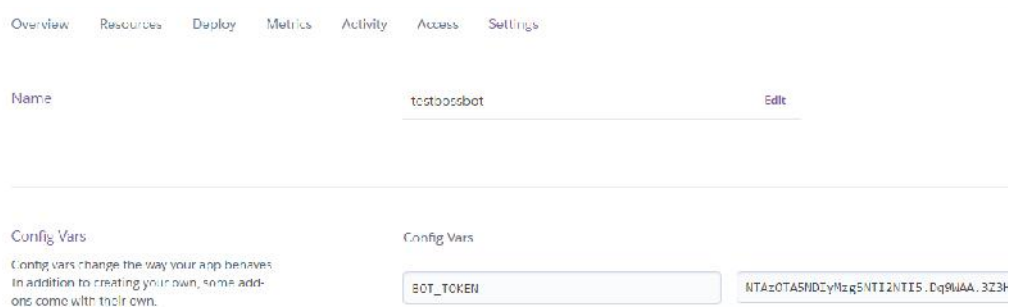 Overview Resources Deploy Metrics Activity Access Settings
Name testbossbot Edit
Config Vars Config Vars
Config vars change the way your app behaves.
In addition to creating your own, some add-
ons come with their own.
BOT_TOKEN